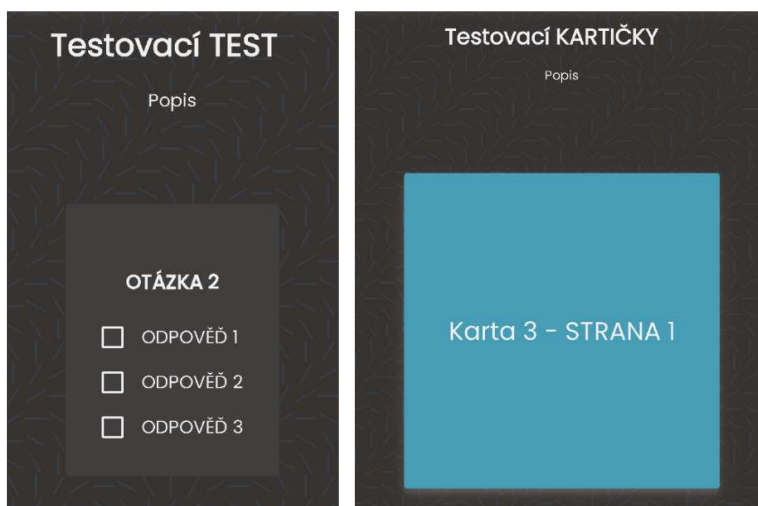 Testovací TEST
Popis
OTÁZKA 2
ODPOVĚĎ 1
ODPOVĚĎ 2
ODPOVĚĎ 3
Testovací KARTIČKY
Popis
Karta 3 - STRANA 1